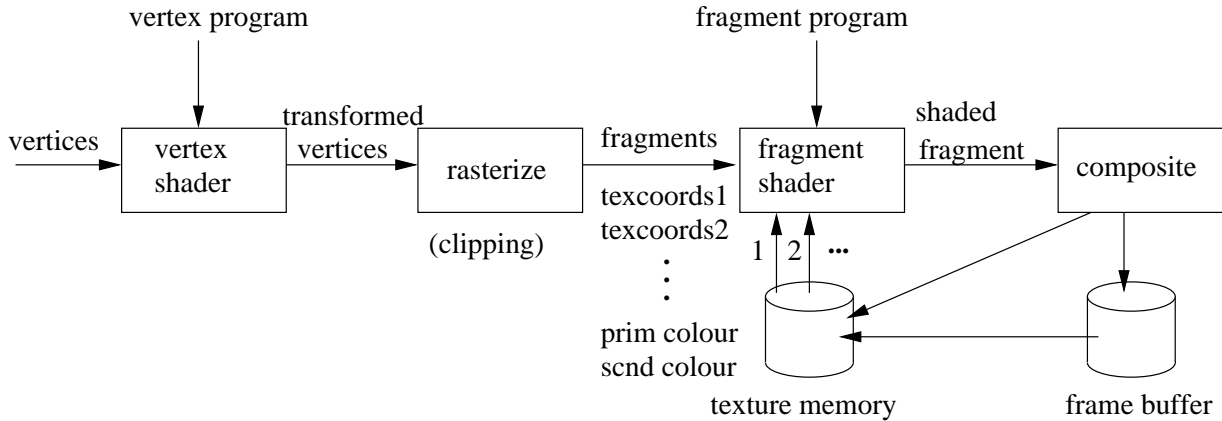 vertex program
fragment program
vertices
vertex
shader
transformed
vertices
rasterize
(clipping)
fragments
texcoords1
texcoords2
prim colour
scnd colour
fragment
shader
1
2
...
shaded
fragment
composite
texture memory
frame buffer